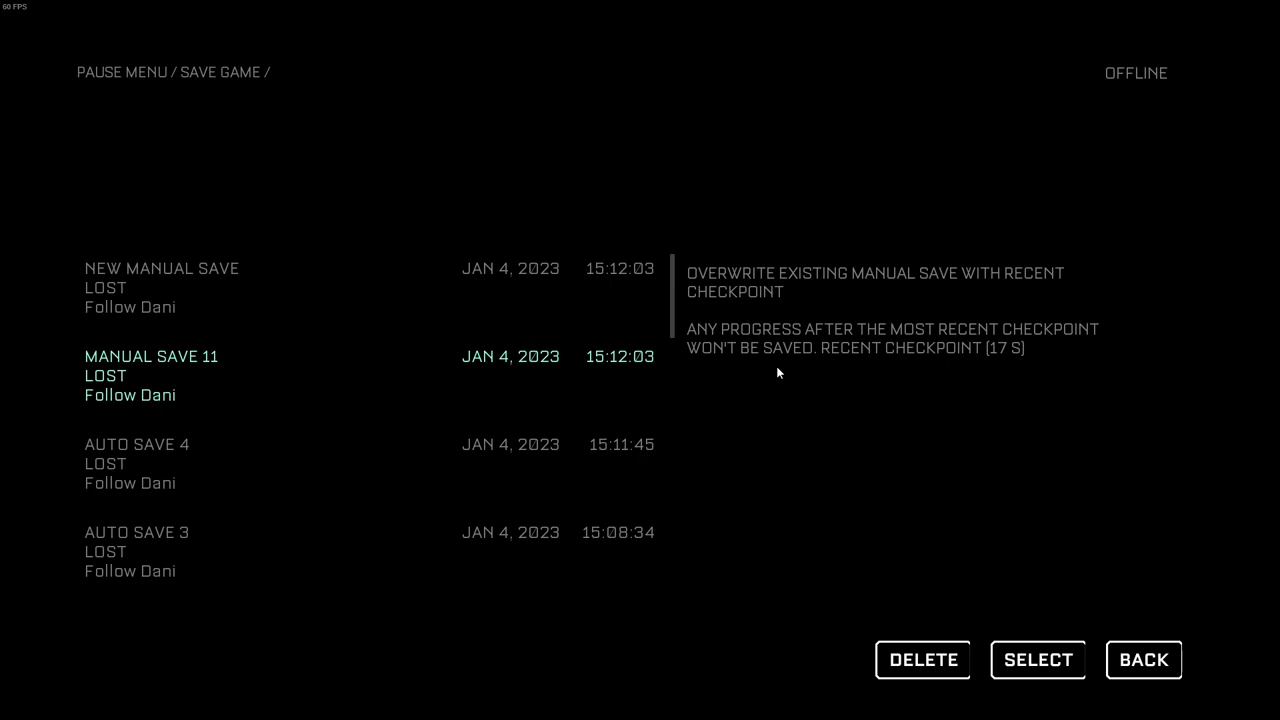 60 FPS
PAUSE MENU / SAVE GAME /
OFFLINE
NEW MANUAL SAVE JAN 4, 2023 15:12:03
LOST
Follow Dani
MANUAL SAVE 11 JAN 4, 2023 15:12:03
LOST
Follow Dani
AUTO SAVE 4 JAN 4, 2023 15:11:45
LOST
Follow Dani
AUTO SAVE 3 JAN 4, 2023 15:08:34
LOST
Follow Dani
OVERWRITE EXISTING MANUAL SAVE WITH RECENT
CHECKPOINT
ANY PROGRESS AFTER THE MOST RECENT CHECKPOINT
WON'T BE SAVED. RECENT CHECKPOINT (17 S)
DELETE
SELECT
BACK